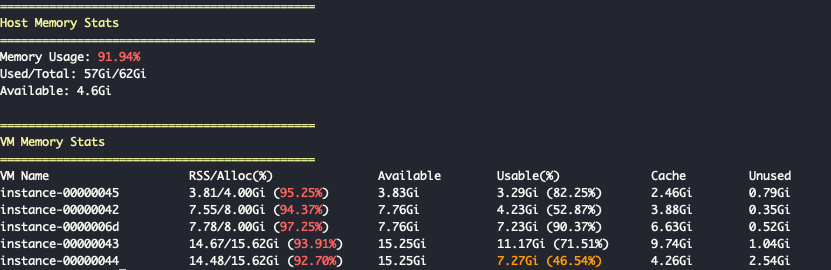 =============================================
Host Memory Stats
=============================================
Memory Usage: 91.94%
Used/Total: 57Gi/62Gi
Available: 4.6Gi
=============================================
VM Memory Stats
=============================================
VM Name RSS/Alloc(%) Available Usable(%) Cache Unused
instance-00000045 3.81/4.00Gi (95.25%) 3.83Gi 3.29Gi (82.25%) 2.46Gi 0.79Gi
instance-00000042 7.55/8.00Gi (94.37%) 7.76Gi 4.23Gi (52.87%) 3.88Gi 0.35Gi
instance-0000006d 7.78/8.00Gi (97.25%) 7.76Gi 7.23Gi (90.37%) 6.63Gi 0.52Gi
instance-00000043 14.67/15.62Gi (93.91%) 15.25Gi 11.17Gi (71.51%) 9.74Gi 1.04Gi
instance-00000044 14.48/15.62Gi (92.70%) 15.25Gi 7.27Gi (46.54%) 4.26Gi 2.54Gi